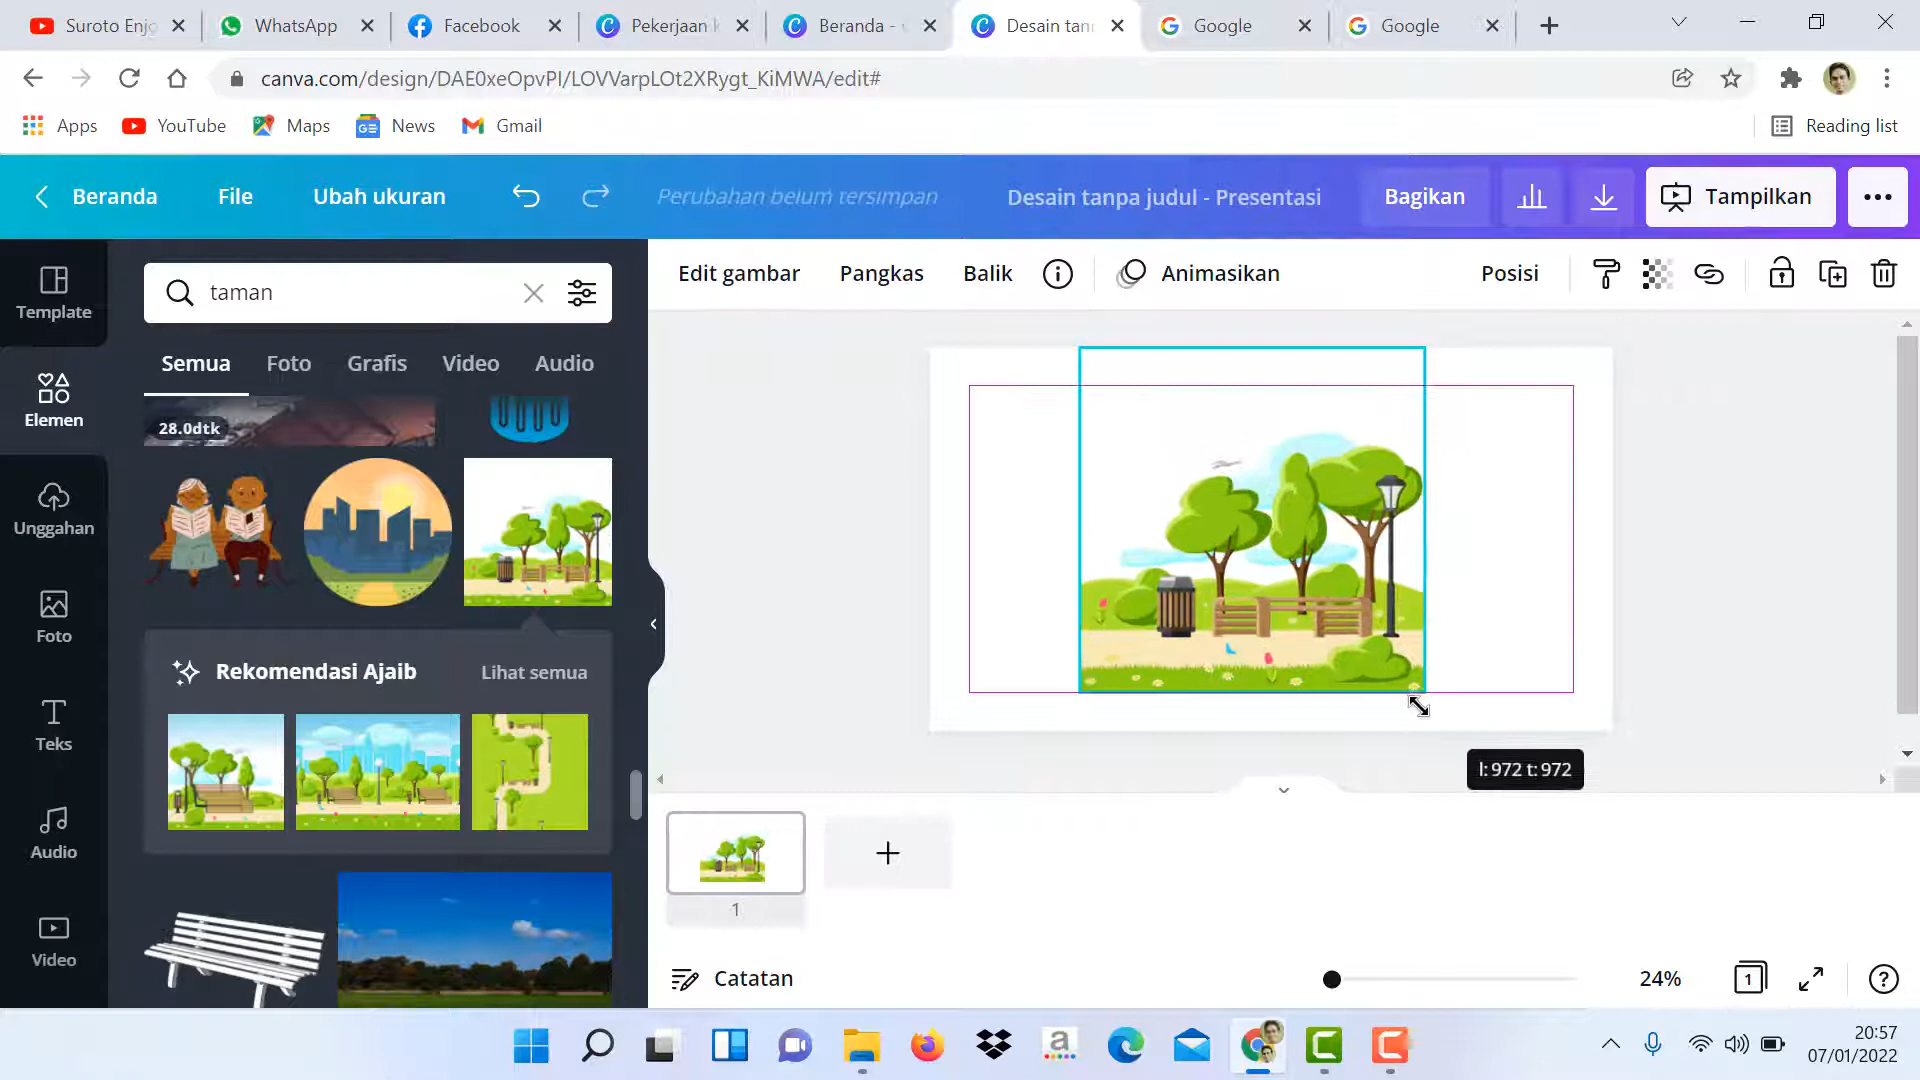 Suroto Enjo
WhatsApp
Facebook
Pekerjaan k
Beranda -
Desain tan
Google
Google
canva.com/design/DAE0xeOpvPI/LOVVarpLOt2XRygt_KiMWA/edit#
Apps
YouTube
Maps
News
Gmail
Reading list
Beranda
File
Ubah ukuran
Perubahan belum tersimpan
Desain tanpa judul - Presentasi
Bagikan
Tampilkan
Template
Elemen
Unggahan
Foto
Teks
Audio
Video
taman
Semua
Foto
Grafis
Video
Audio
28.0dtk
Rekomendasi Ajaib
Lihat semua
Edit gambar
Pangkas
Balik
Animasikan
Posisi
l: 972 t: 972
1
Catatan
24%
1
20:57
07/01/2022